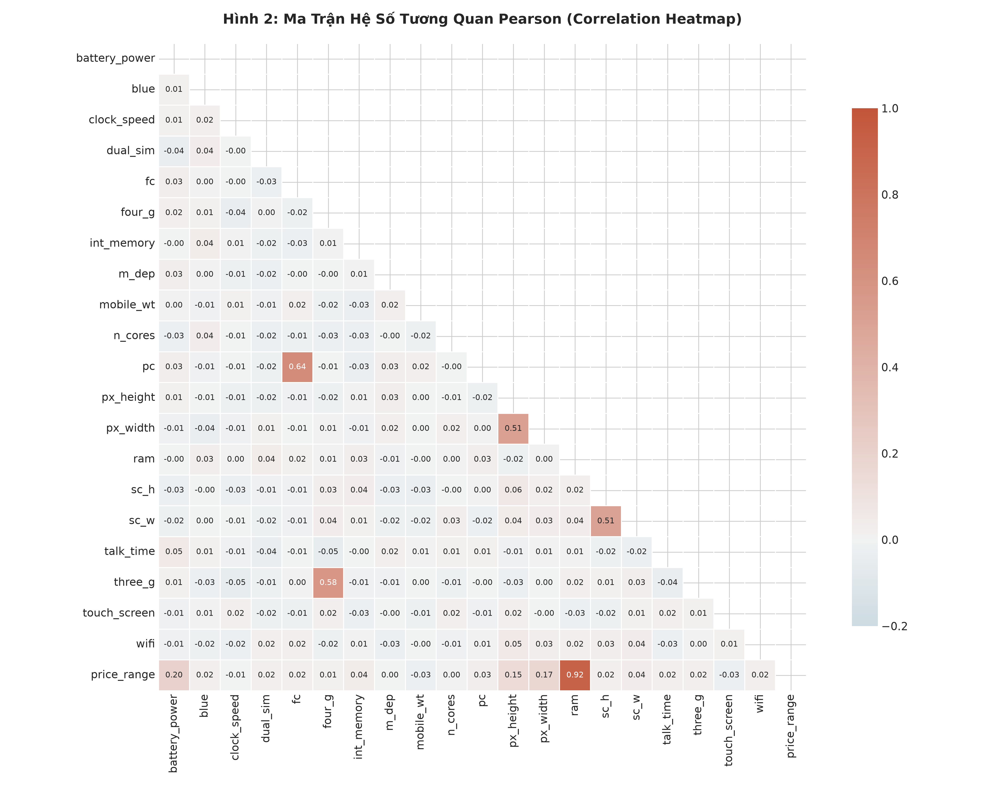 Hình 2: Ma Trận Hệ Số Tương Quan Pearson (Correlation Heatmap)
battery_power
blue 0.01
clock_speed 0.01 0.02
dual_sim -0.04 0.04 -0.00
fc 0.03 0.00 -0.00 -0.03
four_g 0.02 0.01 -0.04 0.00 -0.02
int_memory -0.00 0.04 0.01 -0.02 -0.03 0.01
m_dep 0.03 0.00 -0.01 -0.02 -0.00 -0.00 0.01
mobile_wt 0.00 -0.01 0.01 -0.01 0.02 -0.02 -0.03 0.02
n_cores -0.03 0.04 -0.01 -0.02 -0.01 -0.03 -0.03 -0.00 -0.02
pc 0.03 -0.01 -0.01 -0.02 0.64 -0.01 -0.03 0.03 0.02 -0.00
px_height 0.01 -0.01 -0.01 -0.02 -0.01 -0.02 0.01 0.03 0.00 -0.01 -0.02
px_width -0.01 -0.04 -0.01 0.01 -0.01 0.01 -0.01 0.02 0.00 0.02 0.00 0.51
ram -0.00 0.03 0.00 0.04 0.02 0.01 0.03 -0.01 -0.00 0.00 0.03 -0.02 0.00
sc_h -0.03 -0.00 -0.03 -0.01 -0.01 0.03 0.04 -0.03 -0.03 -0.00 0.00 0.06 0.02 0.02
sc_w -0.02 0.00 -0.01 -0.02 -0.01 0.04 0.01 -0.02 -0.02 0.03 -0.02 0.04 0.03 0.04 0.51
talk_time 0.05 0.01 -0.01 -0.04 -0.01 -0.05 -0.00 0.02 0.01 0.01 0.01 -0.01 0.01 0.01 -0.02 -0.02
three_g 0.01 -0.03 -0.05 -0.01 0.00 0.58 -0.01 -0.01 0.00 -0.01 -0.00 -0.03 0.00 0.02 0.01 0.03 -0.04
touch_screen -0.01 0.01 0.02 -0.02 -0.01 0.02 -0.03 -0.00 -0.01 0.02 -0.01 0.02 -0.00 -0.03 -0.02 0.01 0.02 0.01
wifi -0.01 -0.02 -0.02 0.02 0.02 -0.02 0.01 -0.03 -0.00 -0.01 0.01 0.05 0.03 0.02 0.03 0.04 -0.03 0.00 0.01
price_range 0.20 0.02 -0.01 0.02 0.02 0.01 0.04 0.00 -0.03 0.00 0.03 0.15 0.17 0.92 0.02 0.04 0.02 0.02 -0.03 0.02
battery_power
blue
clock_speed
dual_sim
fc
four_g
int_memory
m_dep
mobile_wt
n_cores
pc
px_height
px_width
ram
sc_h
sc_w
talk_time
three_g
touch_screen
wifi
price_range
1.0
0.8
0.6
0.4
0.2
0.0
−0.2